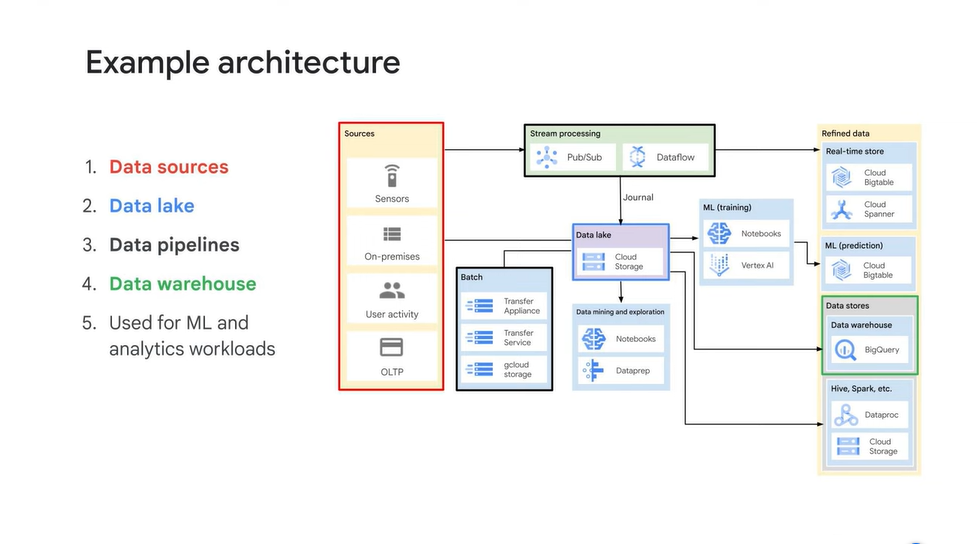 Example architecture
1. Data sources
2. Data lake
3. Data pipelines
4. Data warehouse
5. Used for ML and
analytics workloads
Sources
Sensors
On-premises
User activity
OLTP
Stream processing
Pub/Sub
Dataflow
Journal
Data lake
Cloud
Storage
Batch
Transfer
Appliance
Transfer
Service
gcloud
storage
Data mining and exploration
Notebooks
Dataprep
ML (training)
Notebooks
Vertex AI
Refined data
Real-time store
Cloud
Bigtable
Cloud
Spanner
ML (prediction)
Cloud
Bigtable
Data stores
Data warehouse
BigQuery
Hive, Spark, etc.
Dataproc
Cloud
Storage